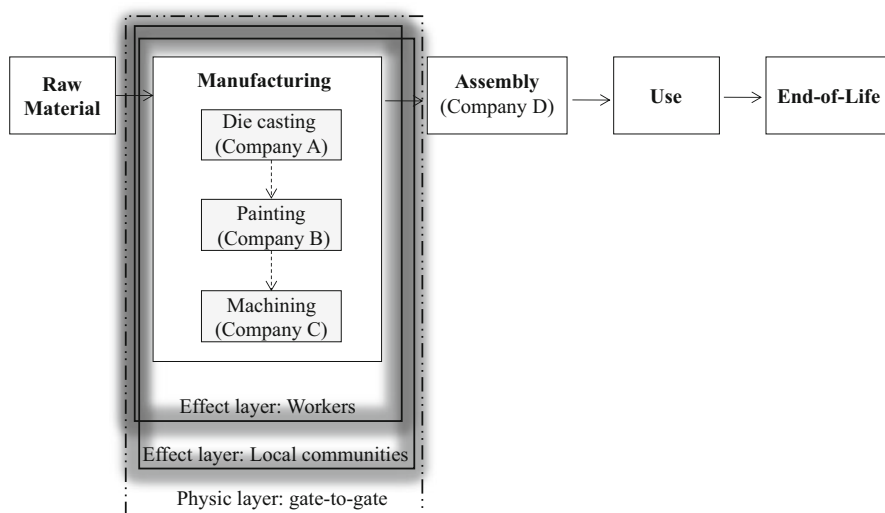 Raw
Material
Manufacturing
Die casting
(Company A)
Painting
(Company B)
Machining
(Company C)
Effect layer: Workers
Effect layer: Local communities
Physic layer: gate-to-gate
Assembly
(Company D)
Use
End-of-Life